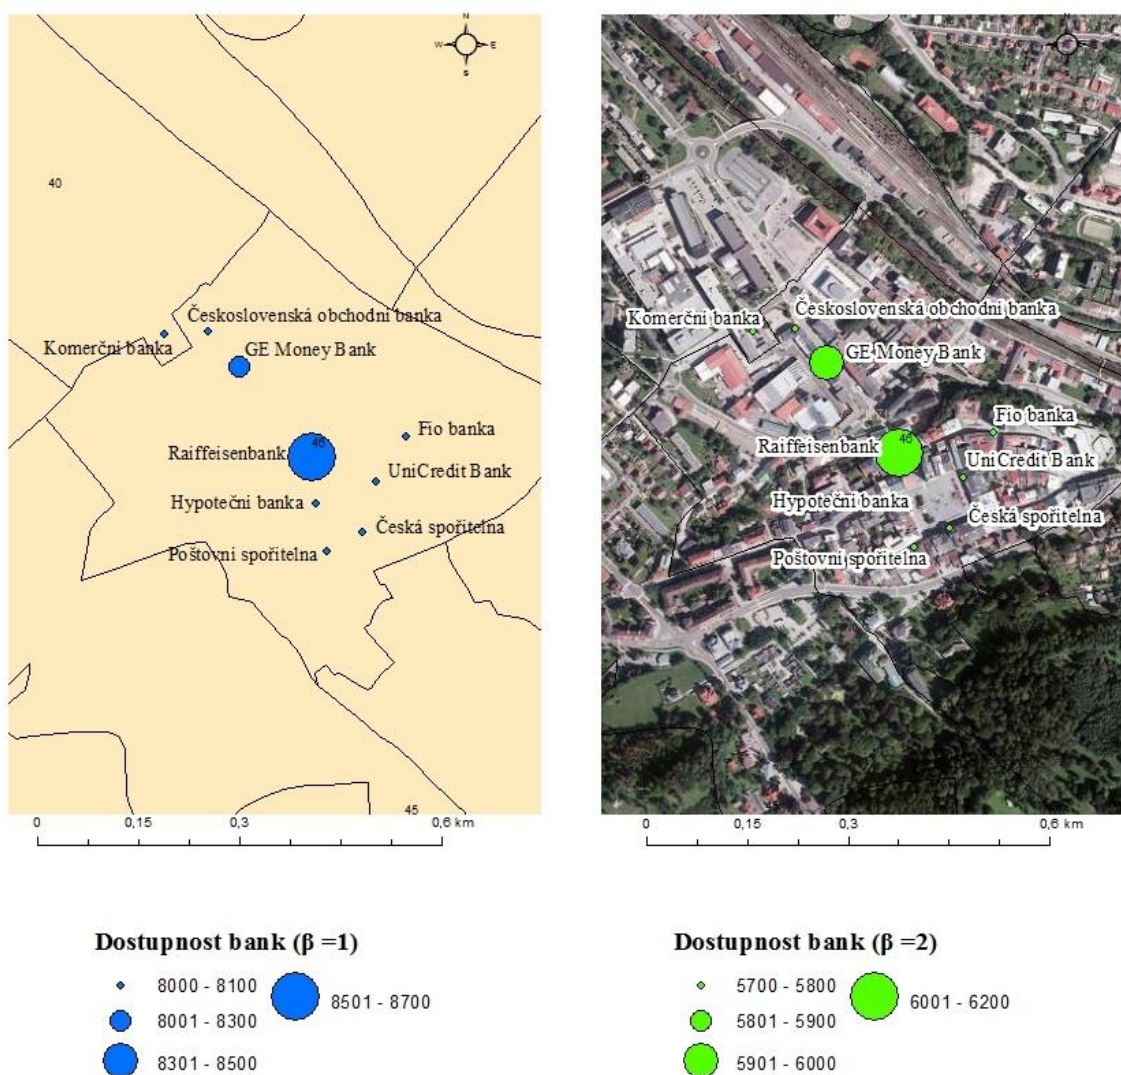 N
W E
S
40
Československá obchodní banka
Komerční banka
GE Money Bank
Fio banka
46
Raiffeisenbank
UniCredit Bank
Hypoteční banka
Česká spořitelna
Poštovní spořitelna
45
0 0,15 0,3 0,6 km
Dostupnost bank (β =1)
8000 - 8100
8001 - 8300
8301 - 8500
8501 - 8700
N
W E
S
40
Československá obchodní banka
Komerční banka
GE Money Bank
Fio banka
46
Raiffeisenbank
UniCredit Bank
Hypoteční banka
Česká spořitelna
Poštovní spořitelna
45
0 0,15 0,3 0,6 km
Dostupnost bank (β =2)
5700 - 5800
5801 - 5900
5901 - 6000
6001 - 6200